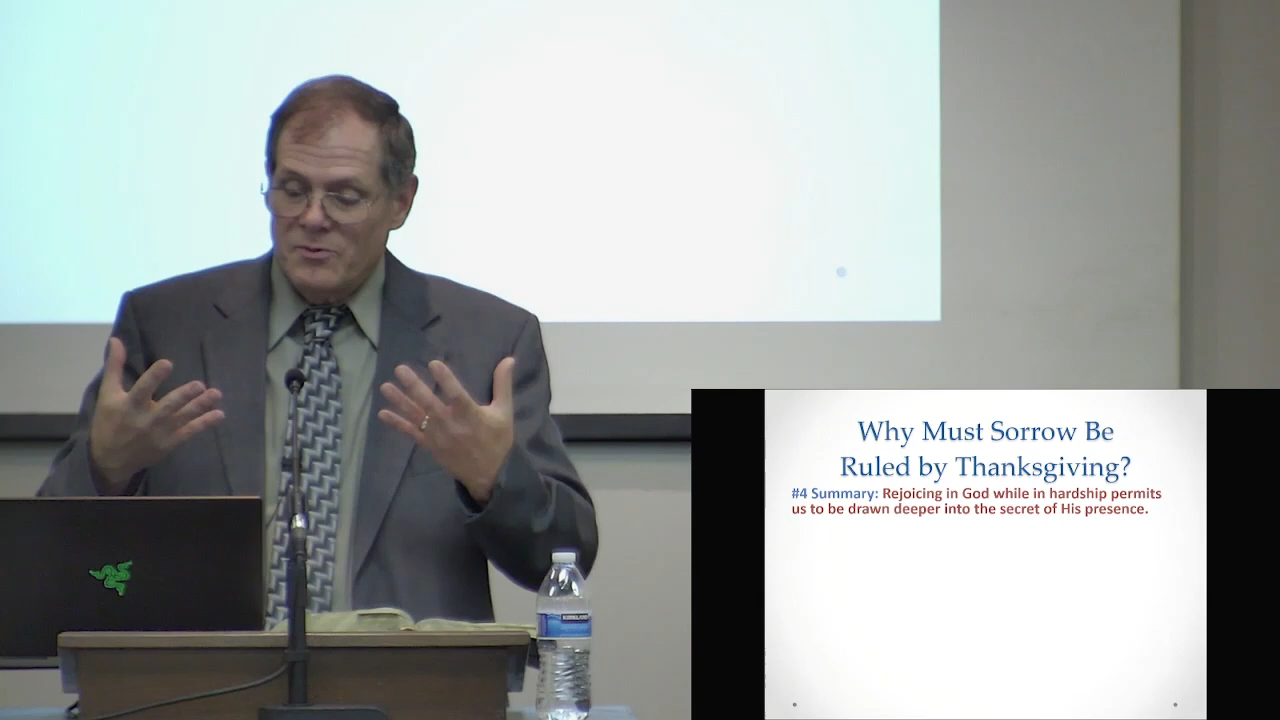 Why Must Sorrow Be
Ruled by Thanksgiving?
#4 Summary: Rejoicing in God while in hardship permits
us to be drawn deeper into the secret of His presence.
KIRKLAND